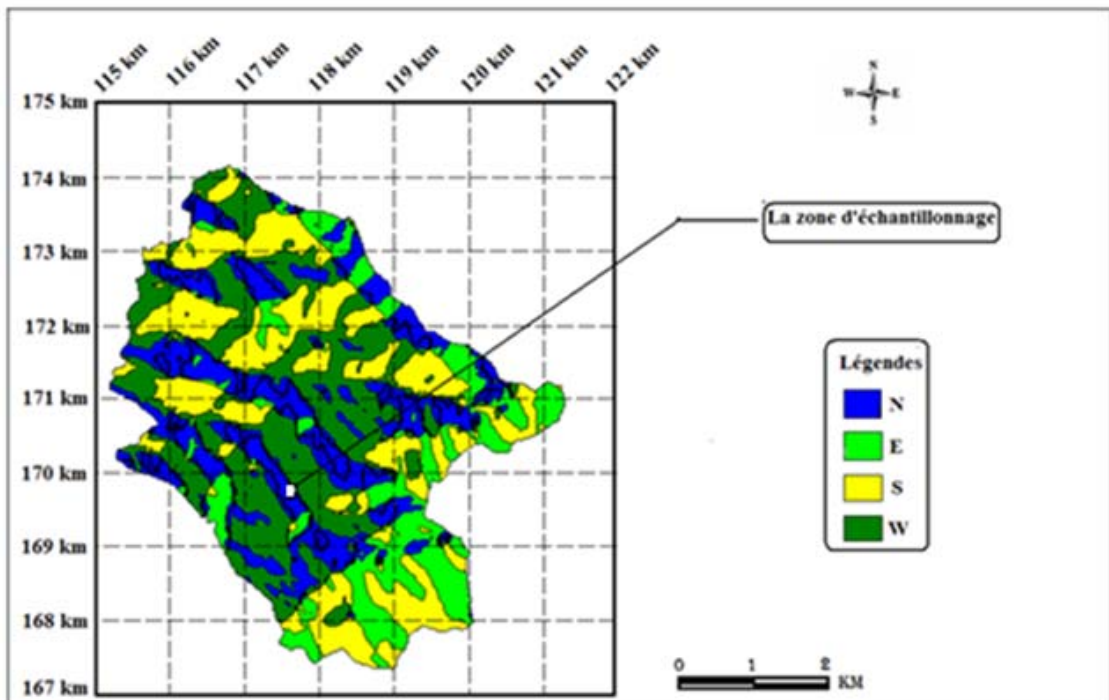 115 km
116 km
117 km
118 km
119 km
120 km
121 km
122 km
175 km
174 km
173 km
172 km
171 km
170 km
169 km
168 km
167 km
N
W E
S
La zone d'échantillonnage
Légendes
N
E
S
W
0 1 2
KM